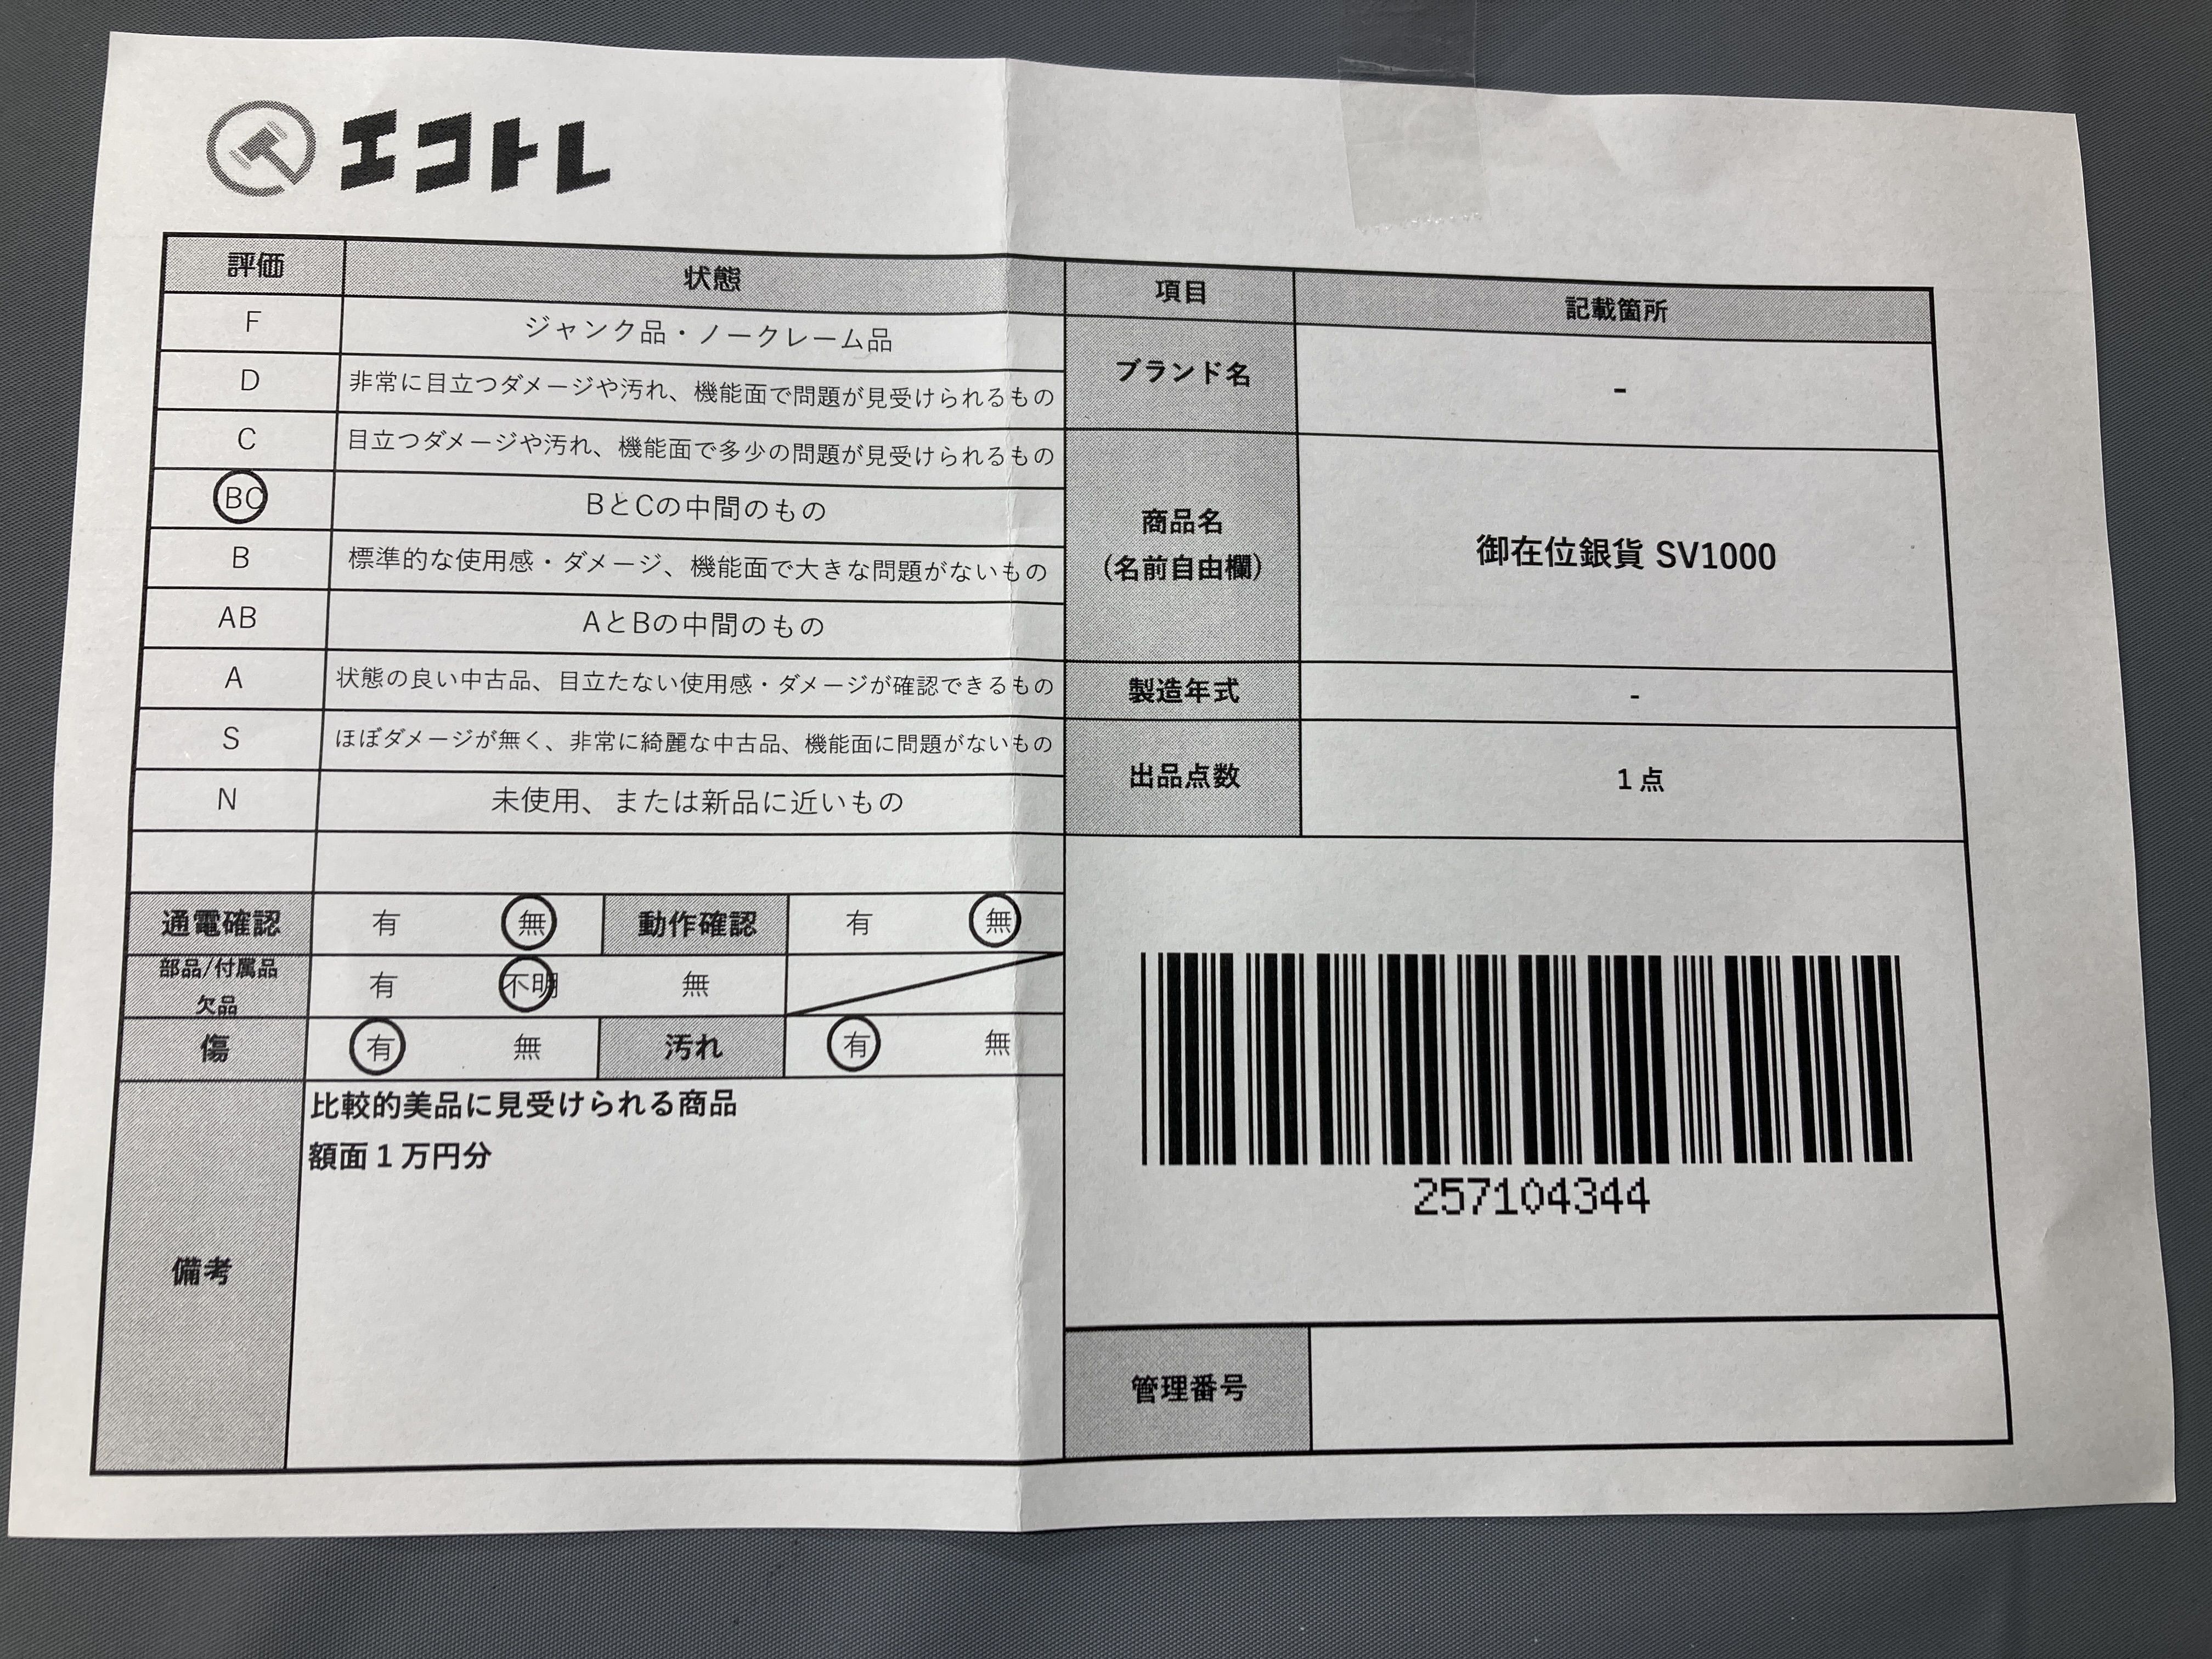 エコトレ
評価 状態
F ジャンク品・ノークレーム品
D 非常に目立つダメージや汚れ、機能面で問題が見受けられるもの
C 目立つダメージや汚れ、機能面で多少の問題が見受けられるもの
BC BとCの中間のもの
B 標準的な使用感・ダメージ、機能面で大きな問題がないもの
AB AとBの中間のもの
A 状態の良い中古品、目立たない使用感・ダメージが確認できるもの
S ほぼダメージが無く、非常に綺麗な中古品、機能面に問題がないもの
N 未使用、または新品に近いもの
通電確認 有 無 動作確認 有 無
部品/付属品
欠品 有 不明 無
傷 有 無 汚れ 有 無
備考
比較的美品に見受けられる商品
額面1万円分
項目 記載箇所
ブランド名 -
商品名
(名前自由欄)
御在位銀貨 SV1000
製造年式 -
出品点数 1点
257104344
管理番号